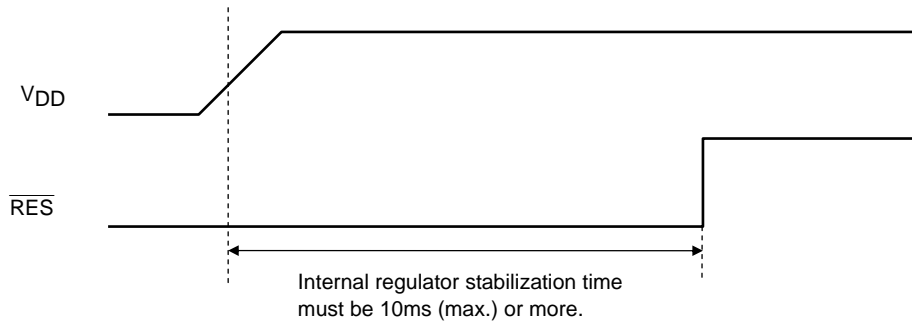 VDD
RES
Internal regulator stabilization time
must be 10ms (max.) or more.